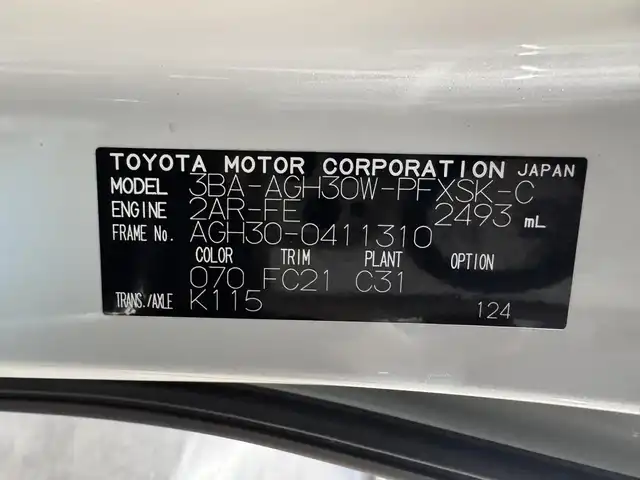 TOYOTA MOTOR CORPORATION JAPAN
MODEL 3BA-AGH30W-PFXSK-C
ENGINE 2AR-FE 2493 mL
FRAME No. AGH30-0411310
COLOR TRIM PLANT OPTION
070 FC21 C31
TRANS./AXLE K115 124